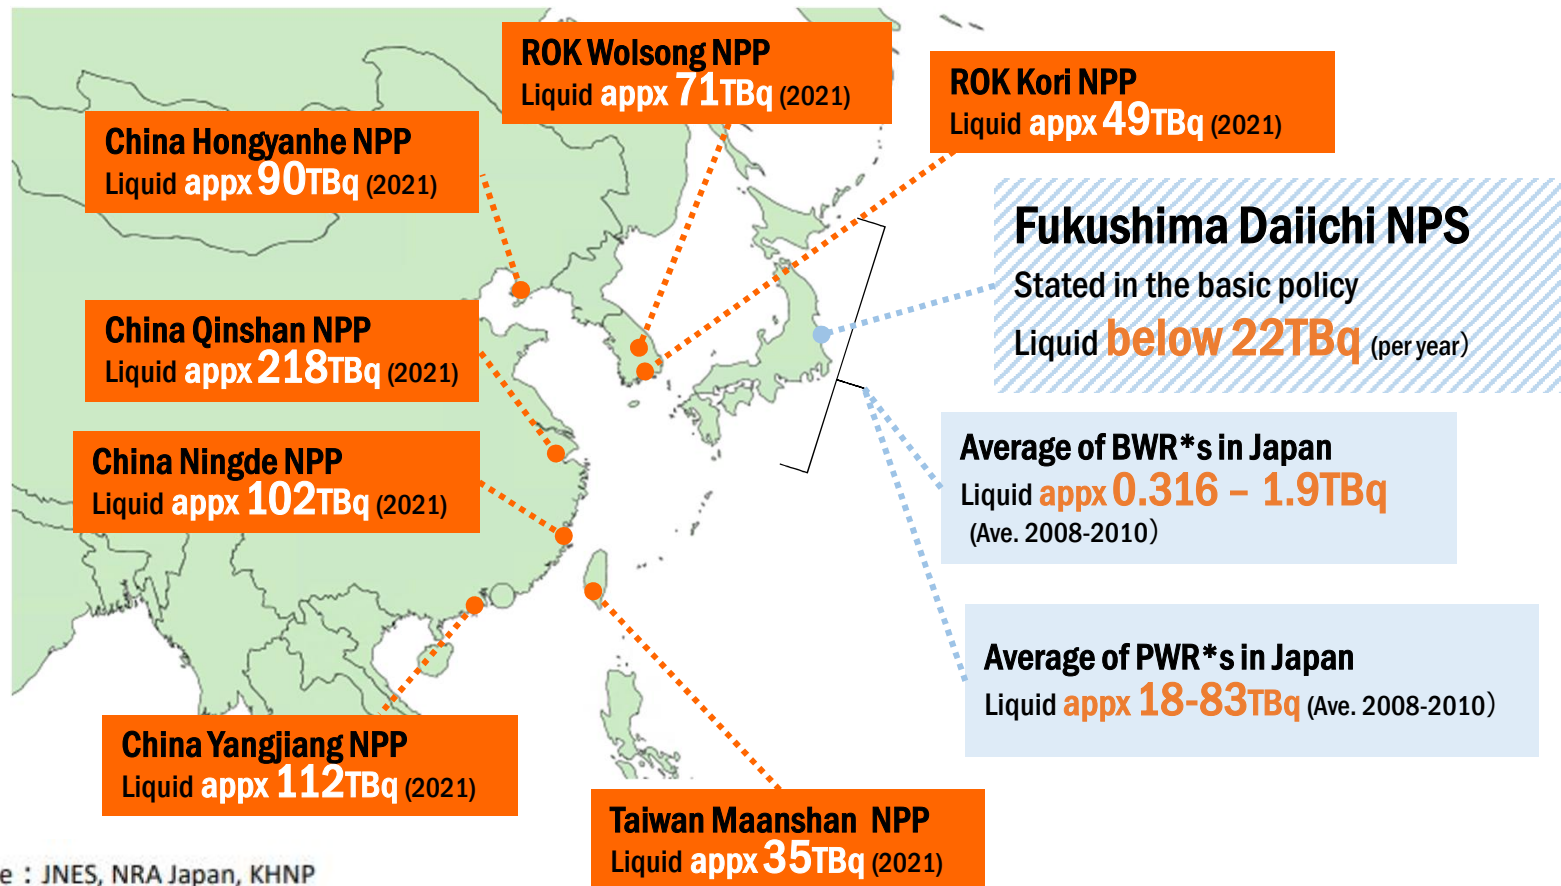 ROK Wolsong NPP
Liquid appx 71TBq (2021)
ROK Kori NPP
Liquid appx 49TBq (2021)
China Hongyanhe NPP
Liquid appx 90TBq (2021)
Fukushima Daiichi NPS
Stated in the basic policy
Liquid below 22TBq (per year）
China Qinshan NPP
Liquid appx 218TBq (2021)
China Ningde NPP
Liquid appx 102TBq (2021)
Average of BWR*s in Japan
Liquid appx 0.316 – 1.9TBq
(Ave. 2008-2010）
Average of PWR*s in Japan
Liquid appx 18-83TBq (Ave. 2008-2010）
China Yangjiang NPP
Liquid appx 112TBq (2021)
Taiwan Maanshan NPP
Liquid appx 35TBq (2021)
e：JNES, NRA Japan, KHNP